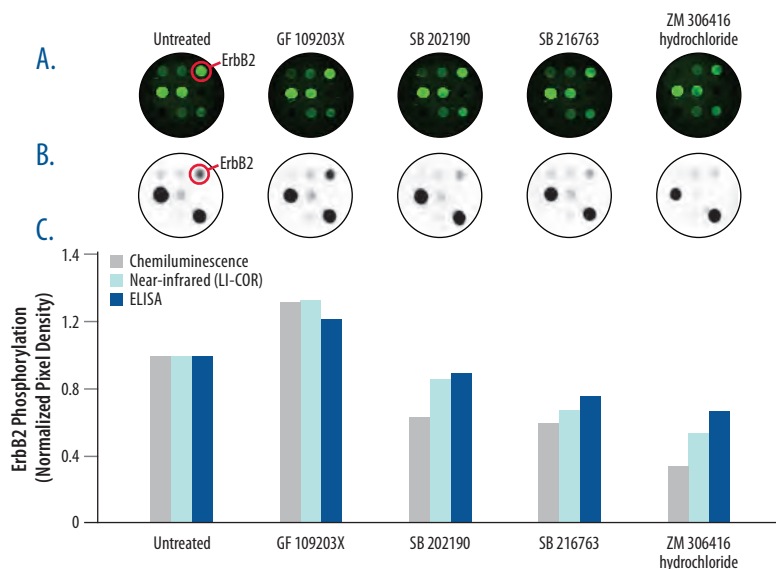 Untreated
GF 109203X
SB 202190
SB 216763
ZM 306416
hydrochloride
A.
ErbB2
B.
ErbB2
C.
1.4
1.2
0.8
0.4
0
ErbB2 Phosphorylation
(Normalized Pixel Density)
Chemiluminescence
Near-infrared (LI-COR)
ELISA
Untreated
GF 109203X
SB 202190
SB 216763
ZM 306416
hydrochloride